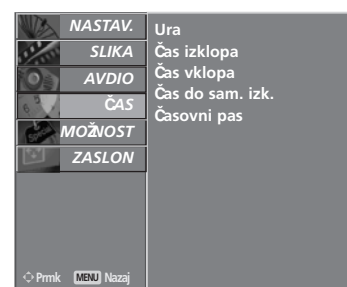 NASTAV.
SLIKA
AVDIO
ČAS
MOŽNOST
ZASLON
Ura
Čas izklopa
Čas vklopa
Čas do sam. izk.
Časovni pas
Prmk MENU Nazaj